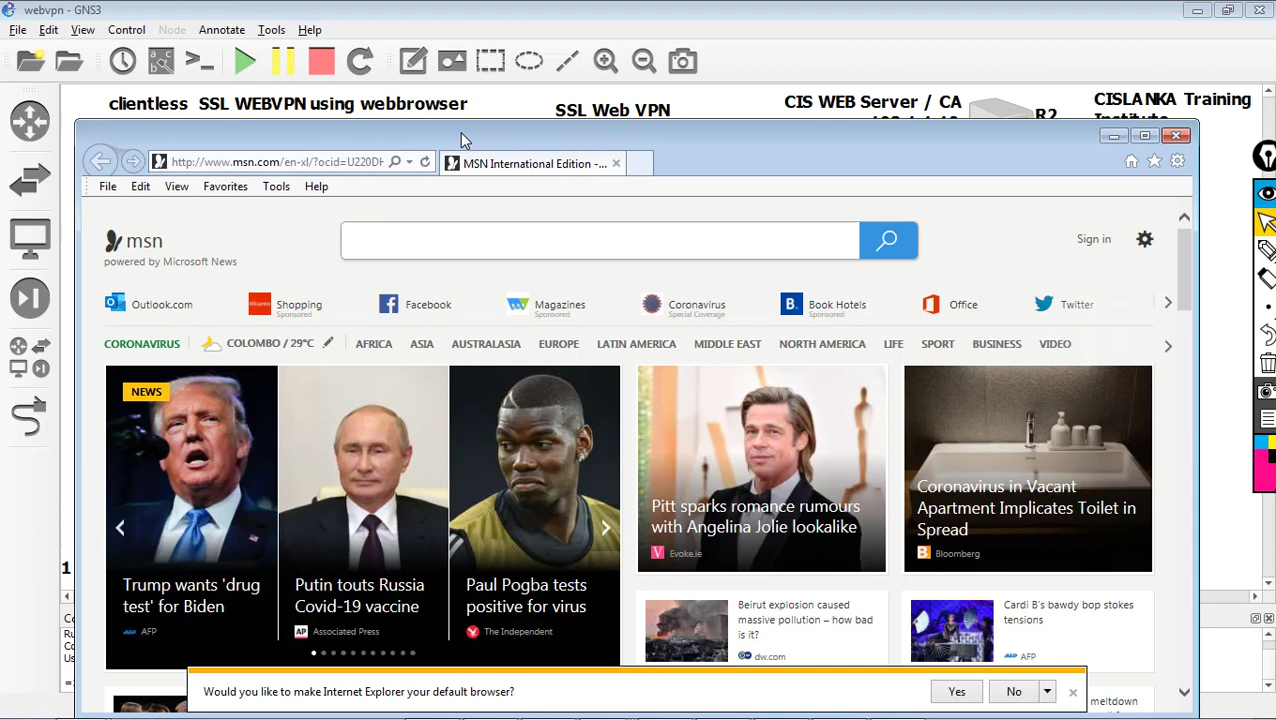 webvpn - GNS3
File Edit View Control Node Annotate Tools Help
clientless SSL WEBVPN using webbrowser
SSL Web VPN
CIS WEB Server / CA
R2
CISLANKA Training
http://www.msn.com/en-xl/?ocid=U220DH
MSN International Edition -...
File Edit View Favorites Tools Help
msn
powered by Microsoft News
Sign in
Outlook.com
Shopping
Sponsored
Facebook
Magazines
Sponsored
Coronavirus
Special Coverage
Book Hotels
Sponsored
Office
Twitter
CORONAVIRUS COLOMBO / 29°C AFRICA ASIA AUSTRALASIA EUROPE LATIN AMERICA MIDDLE EAST NORTH AMERICA LIFE SPORT BUSINESS VIDEO
NEWS
Trump wants 'drug
test' for Biden
AFP
Putin touts Russia
Covid-19 vaccine
AP Associated Press
Paul Pogba tests
positive for virus
The Independent
Pitt sparks romance rumours
with Angelina Jolie lookalike
V Evoke.ie
Coronavirus in Vacant
Apartment Implicates Toilet in
Spread
B Bloomberg
Beirut explosion caused
massive pollution – how bad
is it?
dw.com
Cardi B's bawdy bop stokes
tensions
AFP
meltdown
1
Would you like to make Internet Explorer your default browser?
Yes
No